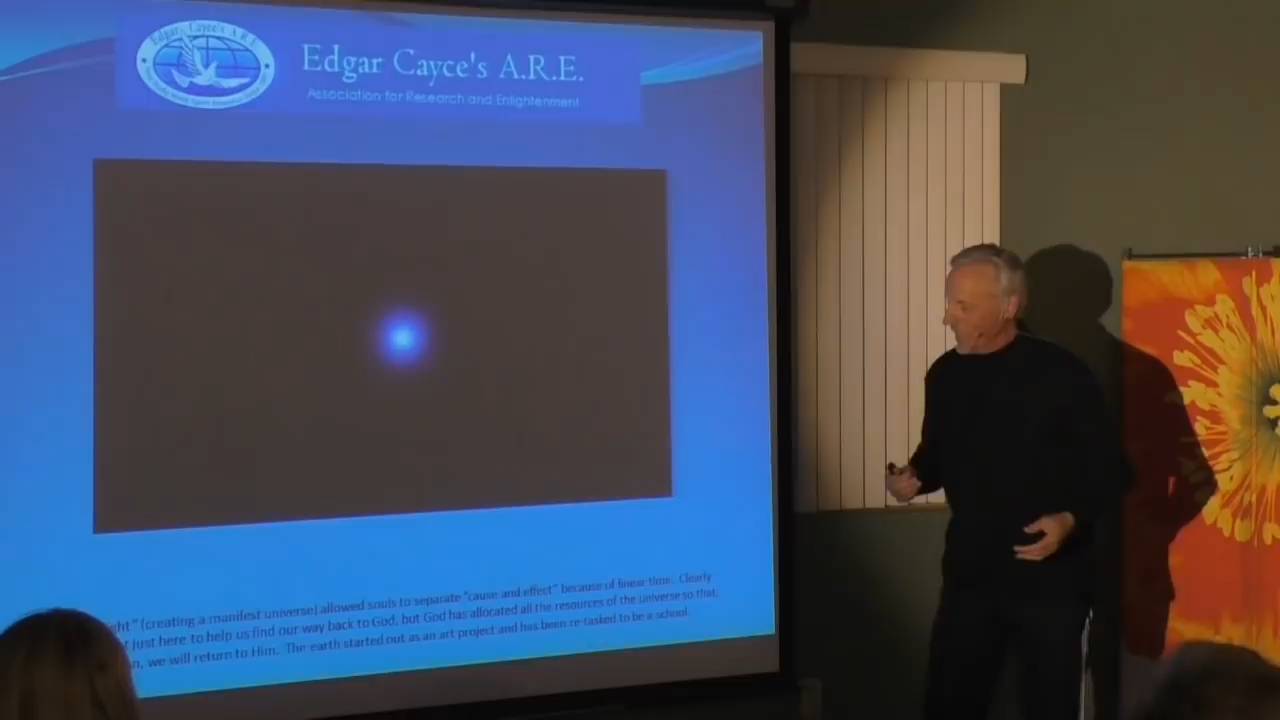 Edgar Cayce's A.R.E.
Edgar Cayce's A.R.E.
Association for Research and Enlightenment
ght" (creating a manifest universe) allowed souls to separate "cause and effect" because of linear time. Clearly
just here to help us find our way back to God, but God has allocated all the resources of the universe so that,
n, we will return to Him. The earth started out as an art project and has been re-tasked to be a school.